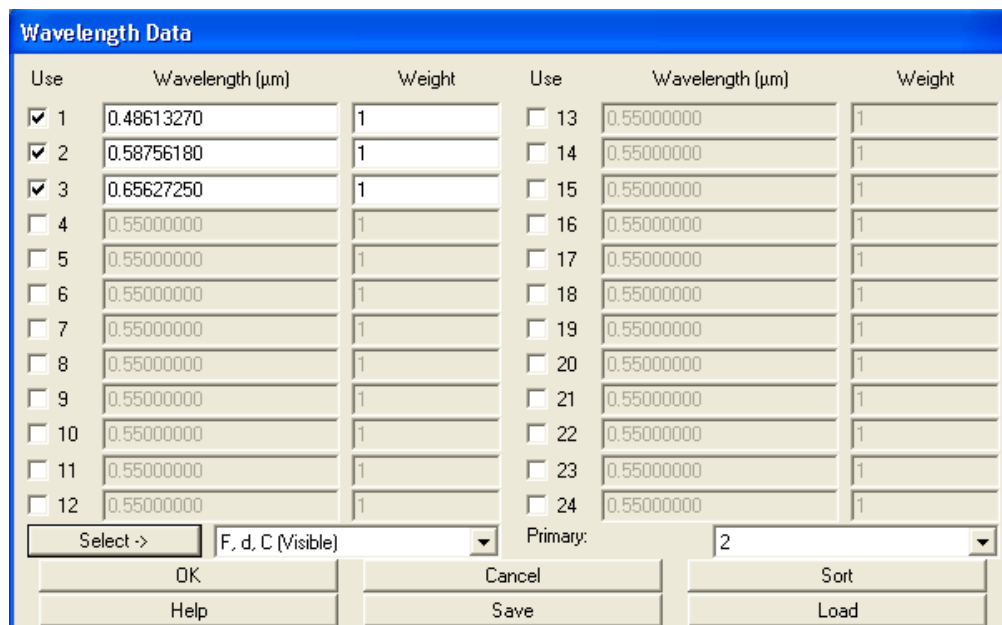 Wavelength Data
Use Wavelength (µm) Weight Use Wavelength (µm) Weight
1 0.48613270 1 13 0.55000000 1
2 0.58756180 1 14 0.55000000 1
3 0.65627250 1 15 0.55000000 1
4 0.55000000 1 16 0.55000000 1
5 0.55000000 1 17 0.55000000 1
6 0.55000000 1 18 0.55000000 1
7 0.55000000 1 19 0.55000000 1
8 0.55000000 1 20 0.55000000 1
9 0.55000000 1 21 0.55000000 1
10 0.55000000 1 22 0.55000000 1
11 0.55000000 1 23 0.55000000 1
12 0.55000000 1 24 0.55000000 1
Select -> F, d, C (Visible) Primary: 2
OK Cancel Sort
Help Save Load